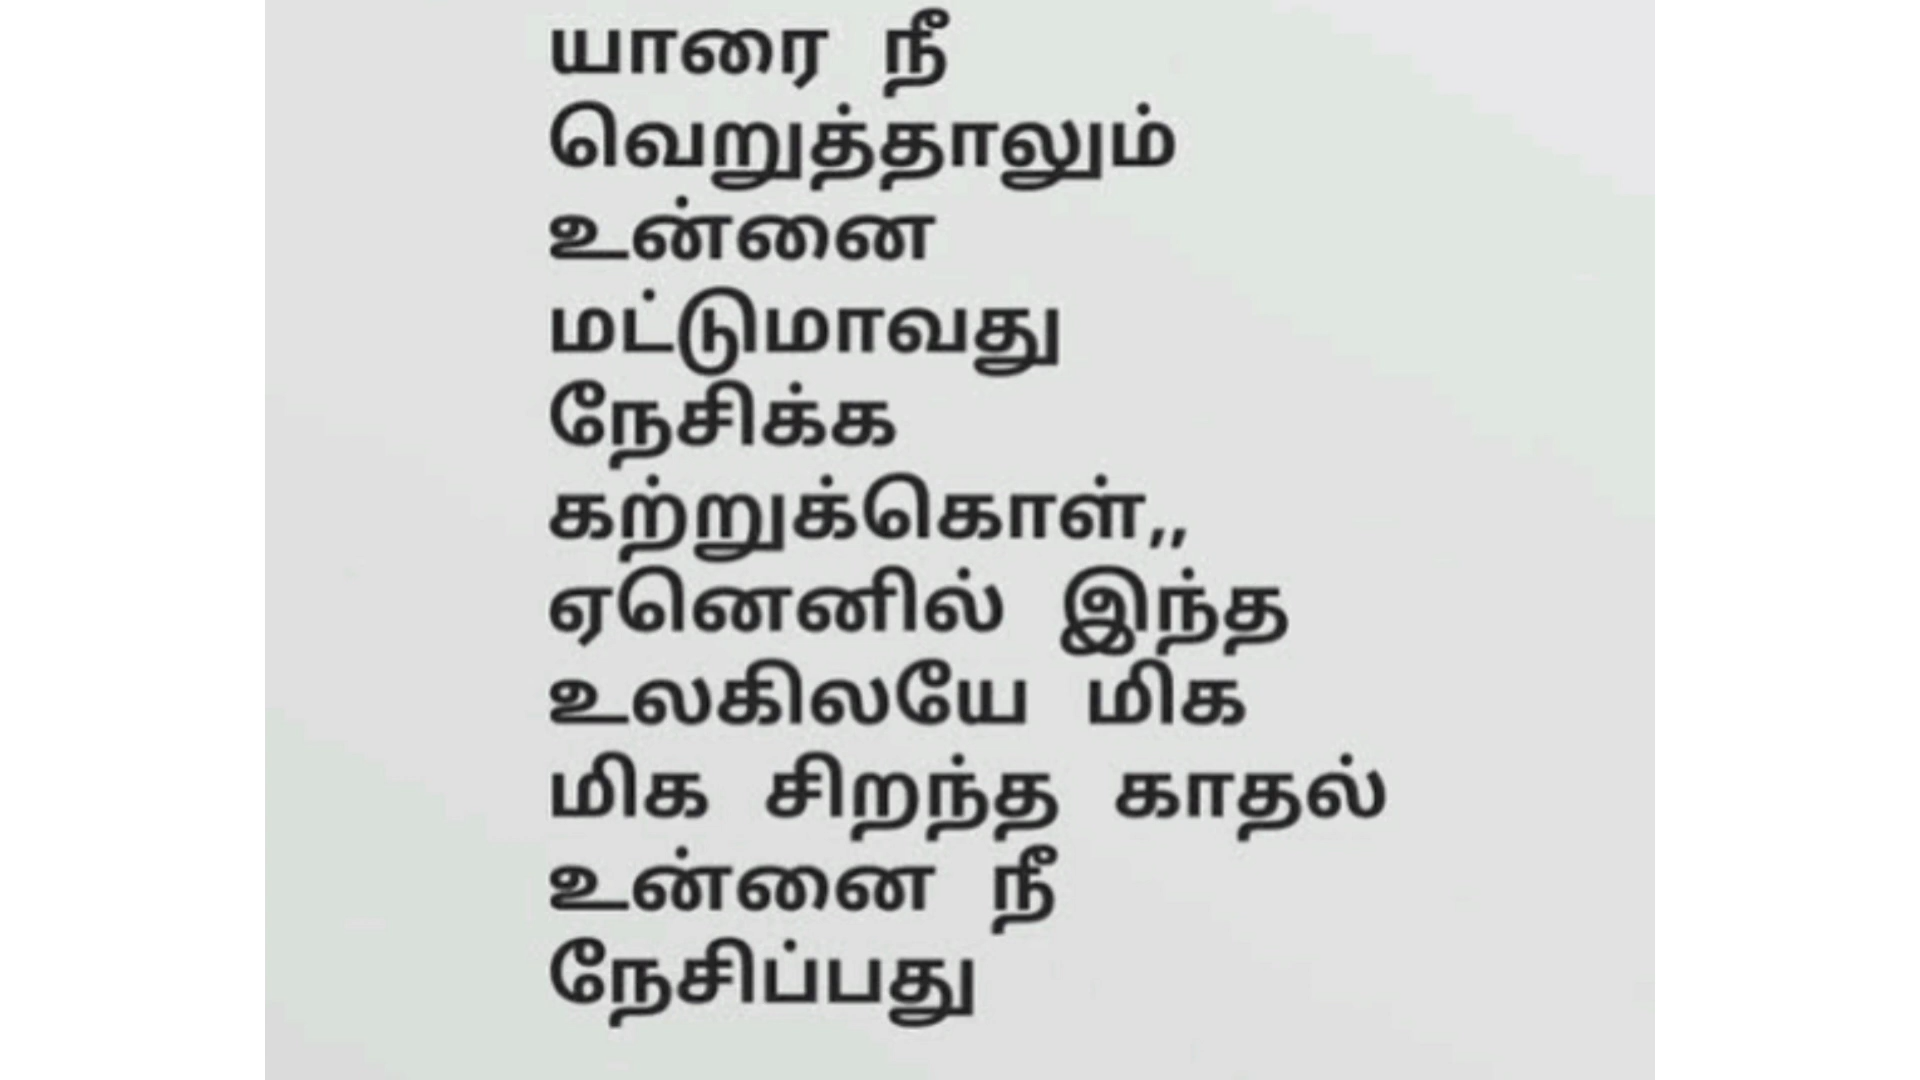 யாரை நீ
வெறுத்தாலும்
உன்னை
மட்டுமாவது
நேசிக்க
கற்றுக்கொள்,,
ஏனெனில் இந்த
உலகிலயே மிக
மிக சிறந்த காதல்
உன்னை நீ
நேசிப்பது